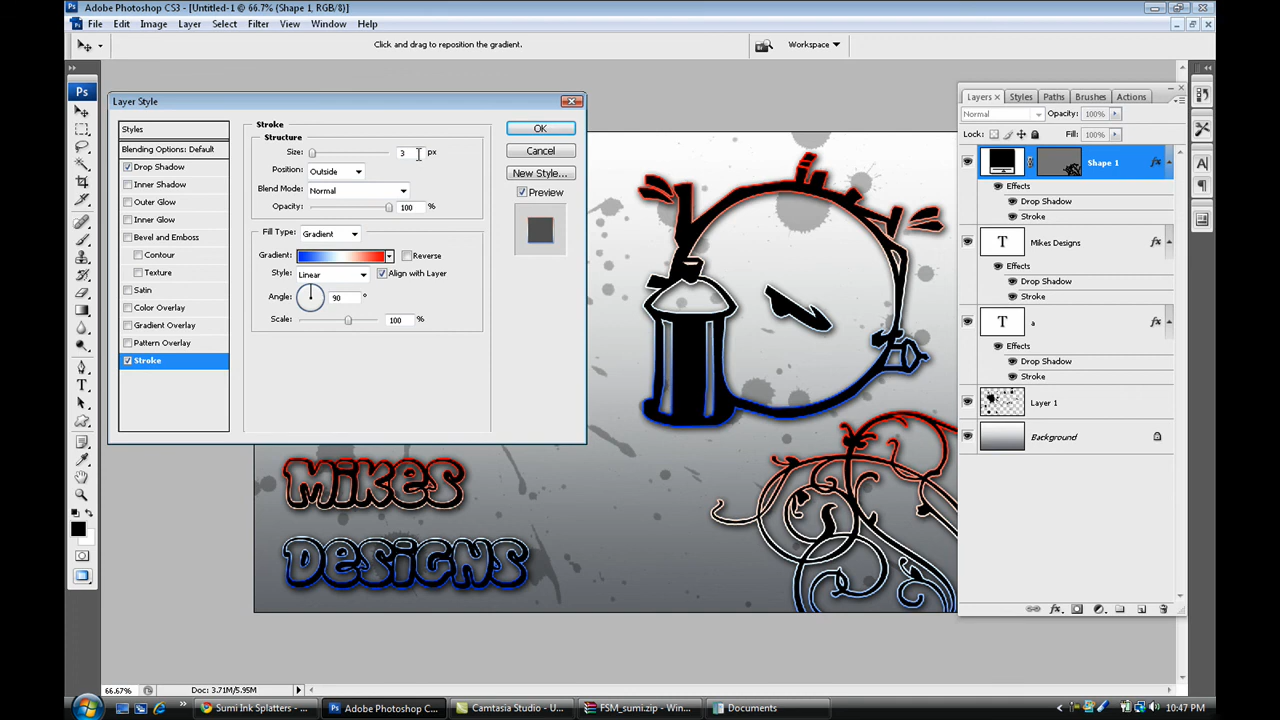 Adobe Photoshop CS3 - [Untitled-1 @ 66.7% (Shape 1, RGB/8)]
File Edit Image Layer Select Filter View Window Help
Click and drag to reposition the gradient.
Workspace
Ps
Layer Style
Styles
Blending Options: Default
Drop Shadow
Inner Shadow
Outer Glow
Inner Glow
Bevel and Emboss
Contour
Texture
Satin
Color Overlay
Gradient Overlay
Pattern Overlay
Stroke
Stroke
Structure
Size: 3 px
Position: Outside
Blend Mode: Normal
Opacity: 100 %
Fill Type: Gradient
Gradient: Reverse
Style: Linear Align with Layer
Angle: 90 °
Scale: 100 %
OK
Cancel
New Style...
Preview
Layers Styles Paths Brushes Actions
Normal Opacity: 100%
Lock: Fill: 100%
Shape 1 fx
Effects
Drop Shadow
Stroke
T Mikes Designs fx
Effects
Drop Shadow
Stroke
T a fx
Effects
Drop Shadow
Stroke
Layer 1
Background
Mikes
Designs
66.67% Doc: 3.71M/5.95M
Sumi Ink Splatters - ... Adobe Photoshop C... Camtasia Studio - U... FSM_sumi.zip - Win... Documents 10:47 PM